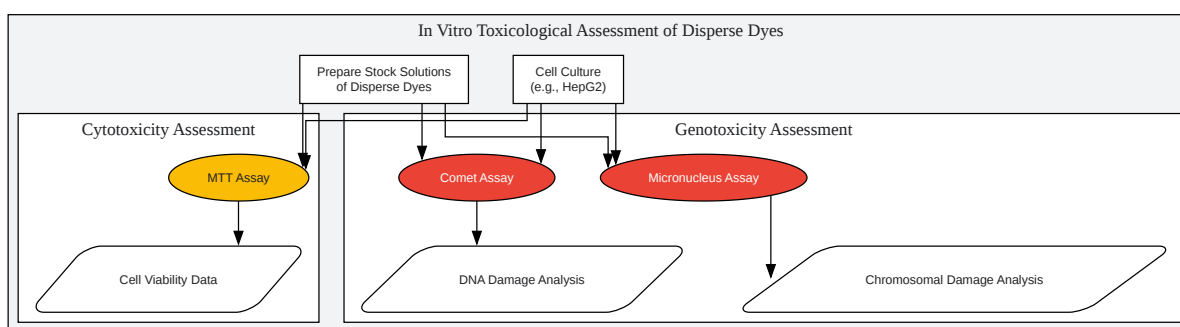 In Vitro Toxicological Assessment of Disperse Dyes
Prepare Stock Solutions
of Disperse Dyes
Cell Culture
(e.g., HepG2)
Cytotoxicity Assessment
Genotoxicity Assessment
MTT Assay
Comet Assay
Micronucleus Assay
Cell Viability Data
DNA Damage Analysis
Chromosomal Damage Analysis